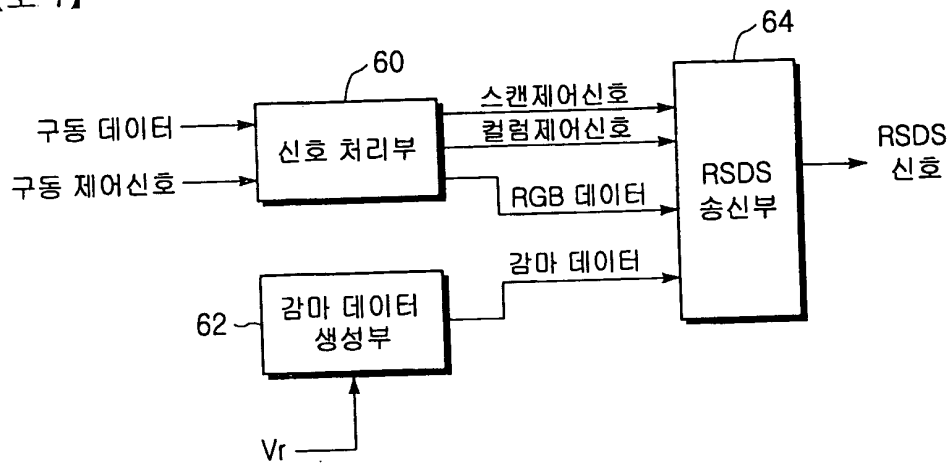 64
60
스캔제어신호
컬럼제어신호
구동 데이터
신호 처리부
RSDS
신호
구동 제어신호
RSDS
송신부
RGB 데이터
감마 데이터
62
감마 데이터
생성부
Vr